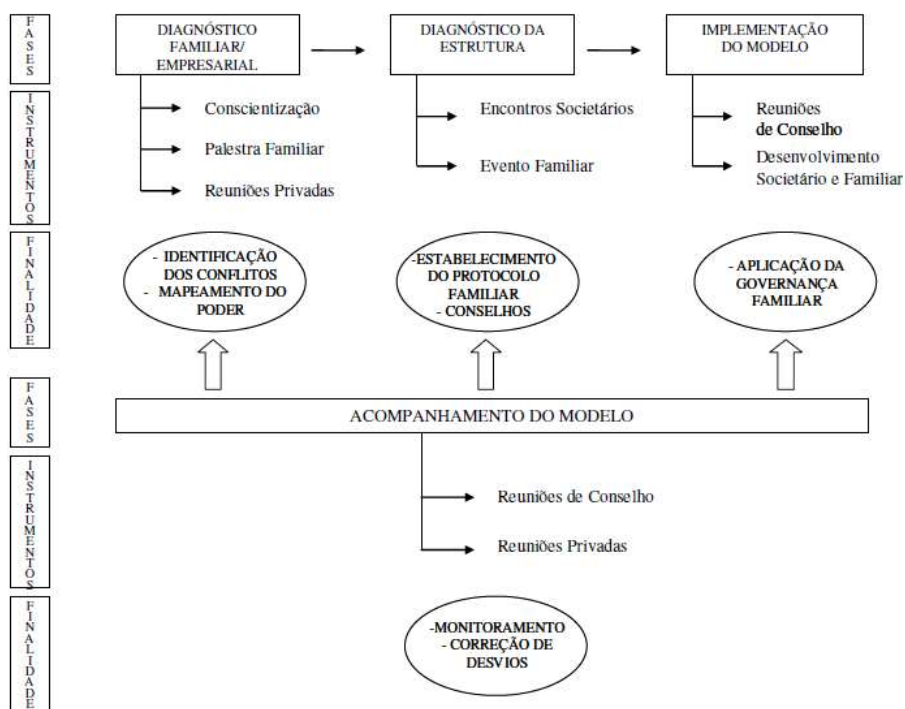 FASES
DIAGNÓSTICO
FAMILIAR/
EMPRESARIAL
DIAGNÓSTICO DA
ESTRUTURA
IMPLEMENTAÇÃO
DO MODELO
INSTRUMENTOS
Conscientização
Palestra Familiar
Reuniões Privadas
Encontros Societários
Evento Familiar
Reuniões
de Conselho
Desenvolvimento
Societário e Familiar
FINALIDADE
- IDENTIFICAÇÃO
DOS CONFLITOS
- MAPEAMENTO DO
PODER
-ESTABELECIMENTO
DO PROTOCOLO
FAMILIAR
- CONSELHOS
- APLICAÇÃO DA
GOVERNANÇA
FAMILIAR
FASES
ACOMPANHAMENTO DO MODELO
INSTRUMENTOS
Reuniões de Conselho
Reuniões Privadas
FINALIDADE
-MONITORAMENTO
- CORREÇÃO DE
DESVIOS